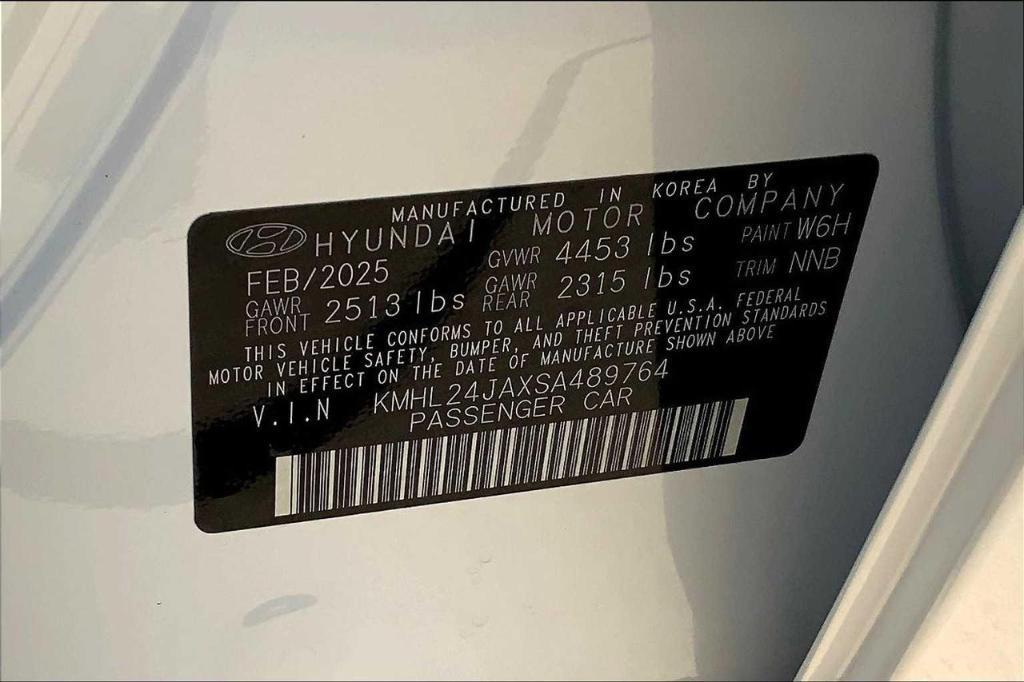 MANUFACTURED IN KOREA BY
HYUNDAI MOTOR COMPANY
FEB/2025 GVWR 4453 lbs PAINT W6H
GAWR FRONT 2513 lbs GAWR REAR 2315 lbs TRIM NNB
THIS VEHICLE CONFORMS TO ALL APPLICABLE U.S.A. FEDERAL
MOTOR VEHICLE SAFETY, BUMPER, AND THEFT PREVENTION STANDARDS
IN EFFECT ON THE DATE OF MANUFACTURE SHOWN ABOVE
V.I.N KMHL24JAXSA489764
PASSENGER CAR